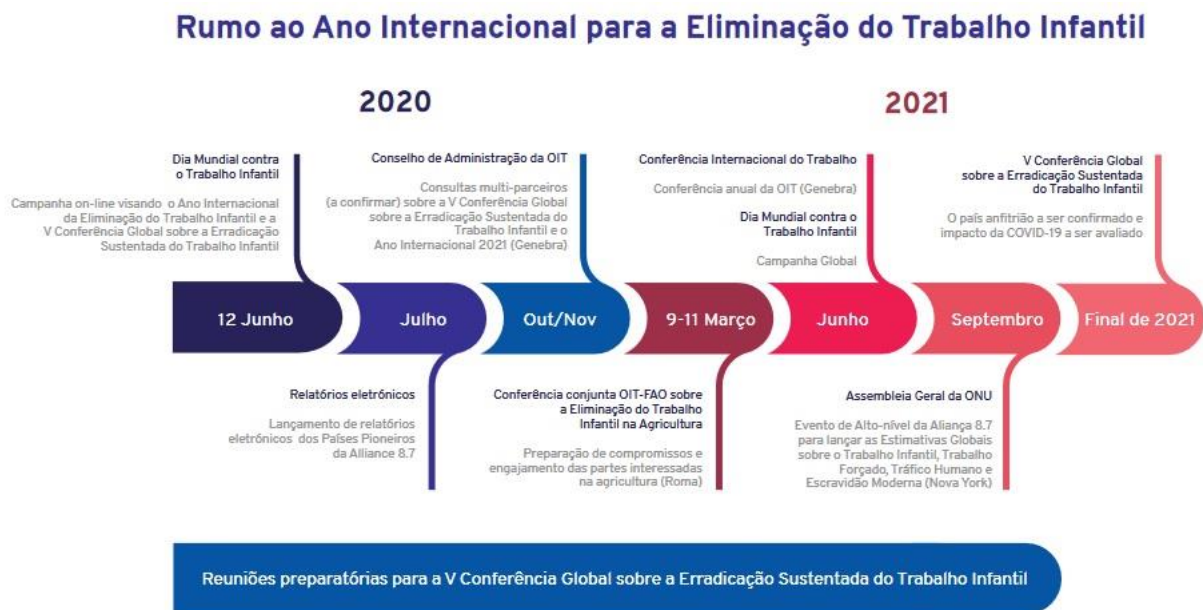 Rumo ao Ano Internacional para a Eliminação do Trabalho Infantil
2020
2021
Dia Mundial contra
o Trabalho Infantil
Campanha on-line visando o Ano Internacional
da Eliminação do Trabalho Infantil e a
V Conferência Global sobre a Erradicação
Sustentada do Trabalho Infantil
Conselho de Administração da OIT
Consultas multi-parceiros
(a confirmar) sobre a V Conferência Global
sobre a Erradicação Sustentada do
Trabalho Infantil e o
Ano Internacional 2021 (Genebra)
Conferência Internacional do Trabalho
Conferência anual da OIT (Genebra)
Dia Mundial contra o
Trabalho Infantil
Campanha Global
V Conferência Global
sobre a Erradicação Sustentada
do Trabalho Infantil
O país anfitrião a ser confirmado e
impacto da COVID-19 a ser avaliado
12 Junho
Julho
Out/Nov
9-11 Março
Junho
Septembro
Final de 2021
Relatórios eletrónicos
Lançamento de relatórios
eletrônicos dos Países Pioneiros
da Alliance 8.7
Conferência conjunta OIT-FAO sobre
a Eliminação do Trabalho
Infantil na Agricultura
Preparação de compromissos e
engajamento das partes interessadas
na agricultura (Roma)
Assembleia Geral da ONU
Evento de Alto-nível da Aliança 8.7
para lançar as Estimativas Globais
sobre o Trabalho Infantil, Trabalho
Forçado, Tráfico Humano e
Escravidão Moderna (Nova York)
Reuniões preparatórias para a V Conferência Global sobre a Erradicação Sustentada do Trabalho Infantil